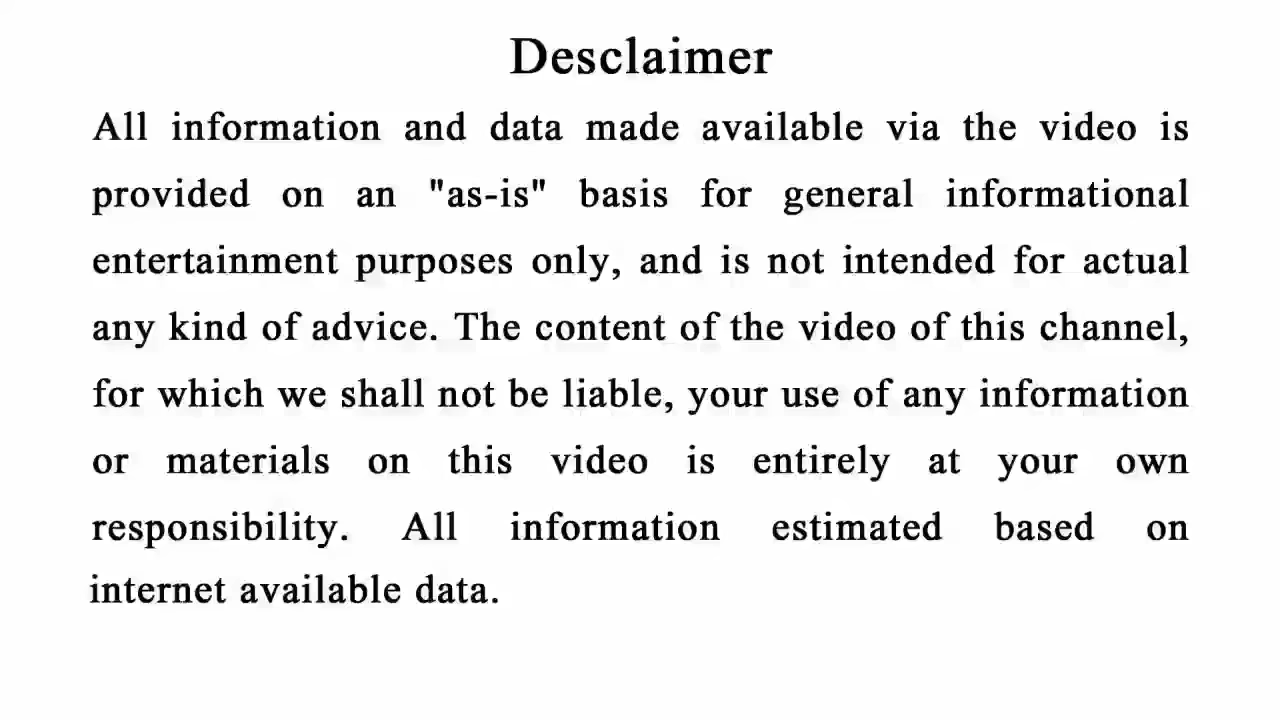 Desclaimer
All information and data made available via the video is
provided on an "as-is" basis for general informational
entertainment purposes only, and is not intended for actual
any kind of advice. The content of the video of this channel,
for which we shall not be liable, your use of any information
or materials on this video is entirely at your own
responsibility. All information estimated based on
internet available data.